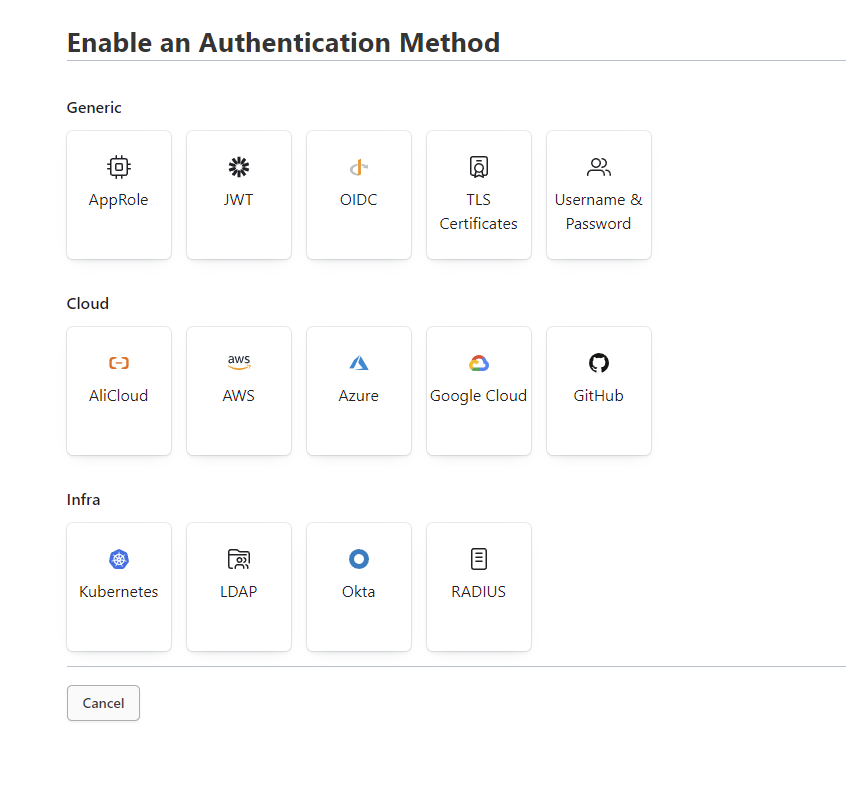 Enable an Authentication Method
Generic
AppRole
JWT
OIDC
TLS
Certificates
Username &
Password
Cloud
AliCloud
aws
AWS
Azure
Google Cloud
GitHub
Infra
Kubernetes
LDAP
Okta
RADIUS
Cancel